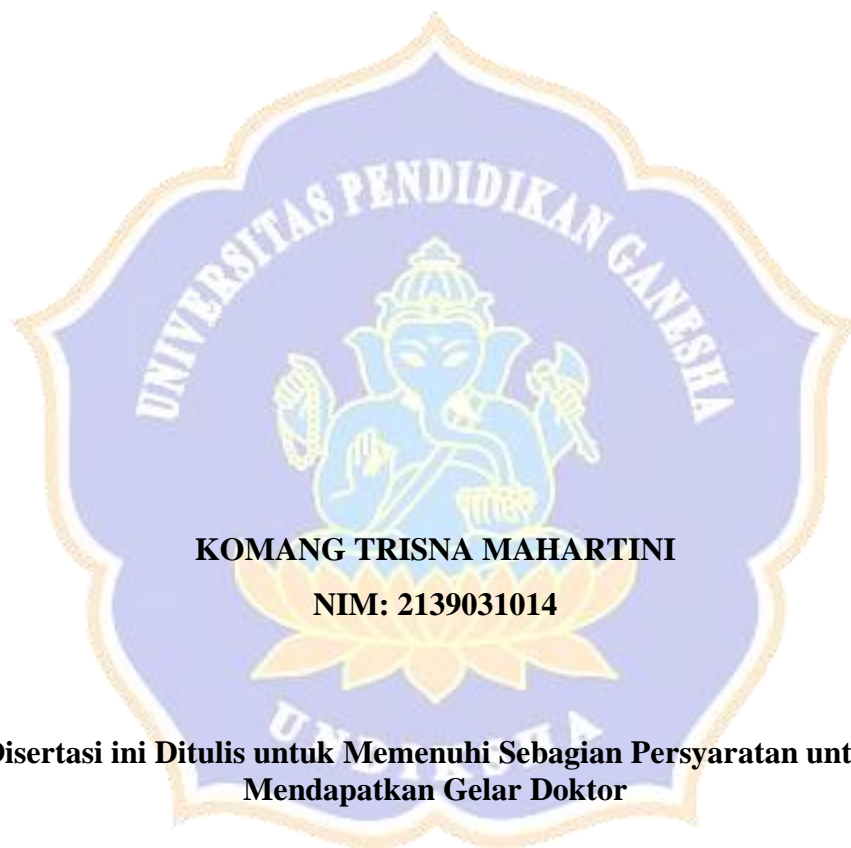 UNIVERSITAS PENDIDIKAN GANESHA
KOMANG TRISNA MAHARTINI
NIM: 2139031014
UNDIKSHA
Disertasi ini Ditulis untuk Memenuhi Sebagian Persyaratan unt
Mendapatkan Gelar Doktor